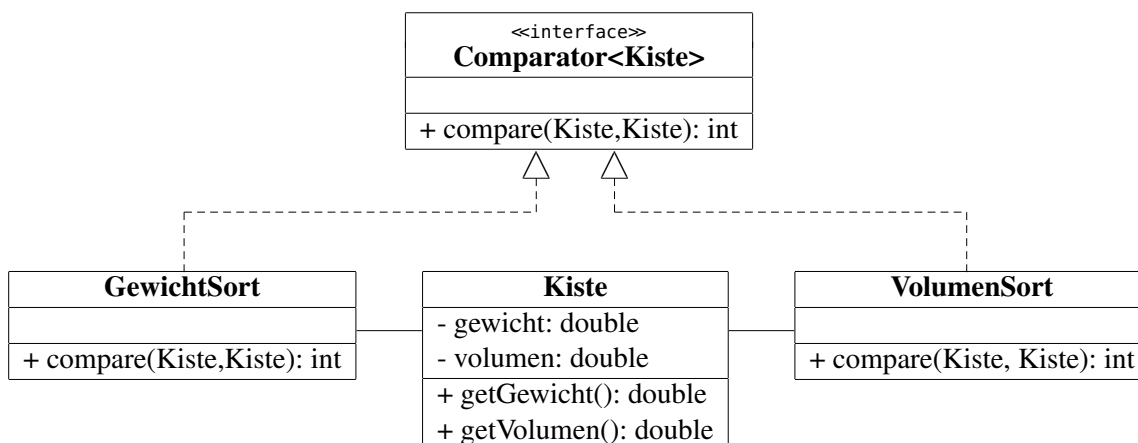 ≪interface≫
Comparator<Kiste>
+ compare(Kiste,Kiste): int
GewichtSort
+ compare(Kiste,Kiste): int
Kiste
- gewicht: double
- volumen: double
+ getGewicht(): double
+ getVolumen(): double
VolumenSort
+ compare(Kiste, Kiste): int